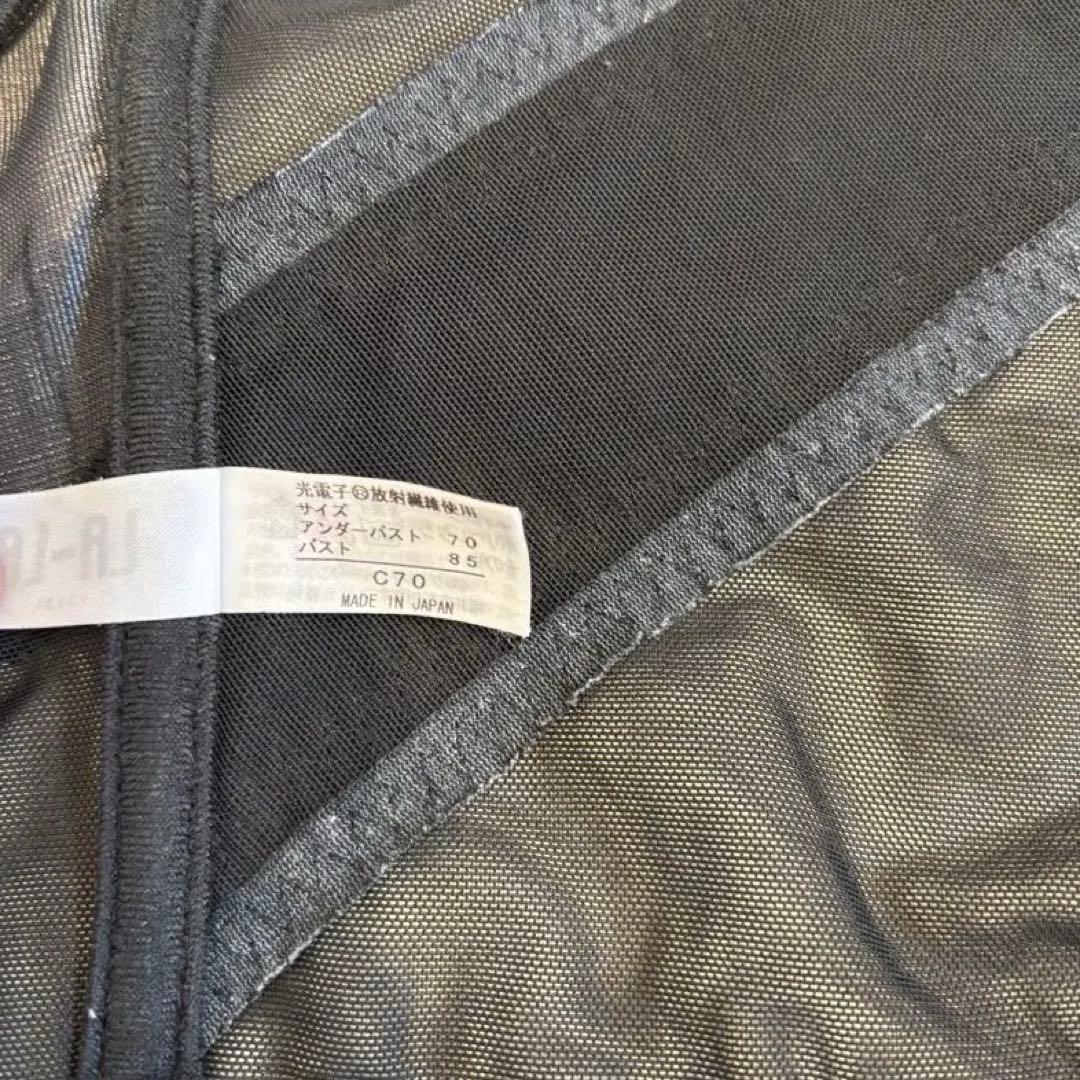 光電子®放射繊維使用
サイズ
アンダーバスト 70
バスト 85
C70
MADE IN JAPAN